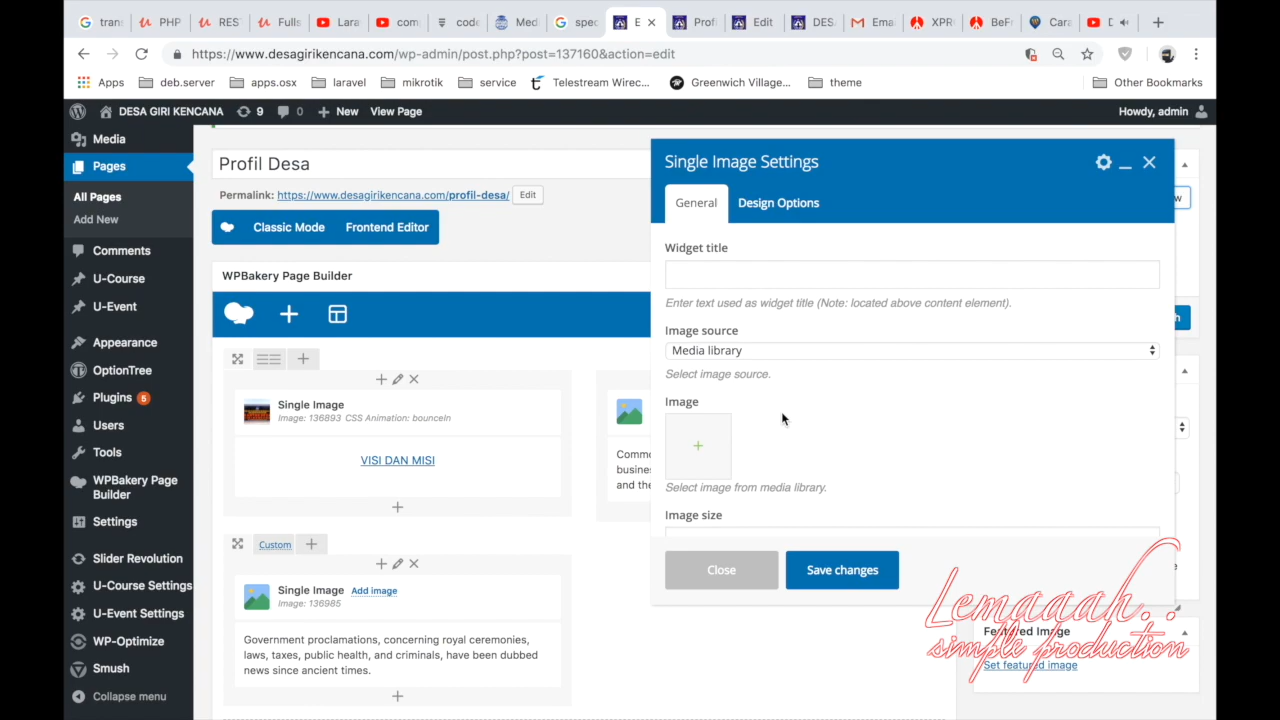 trans
PHP
RES
Fulls
Lara
com
code
Med
spec
E
Profi
Edit
DESA
Ema
XPR
BeFr
Cara
D
https://www.desagirikencana.com/wp-admin/post.php?post=137160&action=edit
Apps deb.server apps.osx laravel mikrotik service Telestream Wirec... Greenwich Village... theme Other Bookmarks
DESA GIRI KENCANA 9 0 New View Page Howdy, admin
Media
Pages
All Pages
Add New
Comments
U-Course
U-Event
Appearance
OptionTree
Plugins 5
Users
Tools
WPBakery Page
Builder
Settings
Slider Revolution
U-Course Settings
U-Event Settings
WP-Optimize
Smush
Collapse menu
Profil Desa
Permalink: https://www.desagirikencana.com/profil-desa/ Edit
Classic Mode Frontend Editor
WPBakery Page Builder
Single Image
Image: 136893 CSS Animation: bounceIn
VISI DAN MISI
Commo
busines
and the
Custom
Single Image Add image
Image: 136985
Government proclamations, concerning royal ceremonies,
laws, taxes, public health, and criminals, have been dubbed
news since ancient times.
Single Image Settings
General Design Options
Widget title
Enter text used as widget title (Note: located above content element).
Image source
Media library
Select image source.
Image
Select image from media library.
Image size
Close Save changes
w
h
e
Featured Image
Set featured image
Lemaaah..
simple production